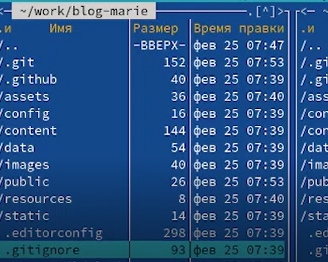 <– ~/work/blog-marie .[^]>
.и Имя Размер Время правки
/.. -ВВЕРХ- фев 25 07:47
/.git 152 фев 25 07:53
/.github 40 фев 25 07:39
/assets 36 фев 25 07:40
/config 16 фев 25 07:39
/content 144 фев 25 07:39
/data 54 фев 25 07:39
/images 40 фев 25 07:39
/public 26 фев 25 07:53
/resources 8 фев 25 07:40
/static 14 фев 25 07:39
.editorconfig 298 фев 25 07:39
.gitignore 93 фев 25 07:39
<–
.и
/..
/.g
/.g
/as
/co
/co
/da
/im
/pu
/re
/st
.e
.g